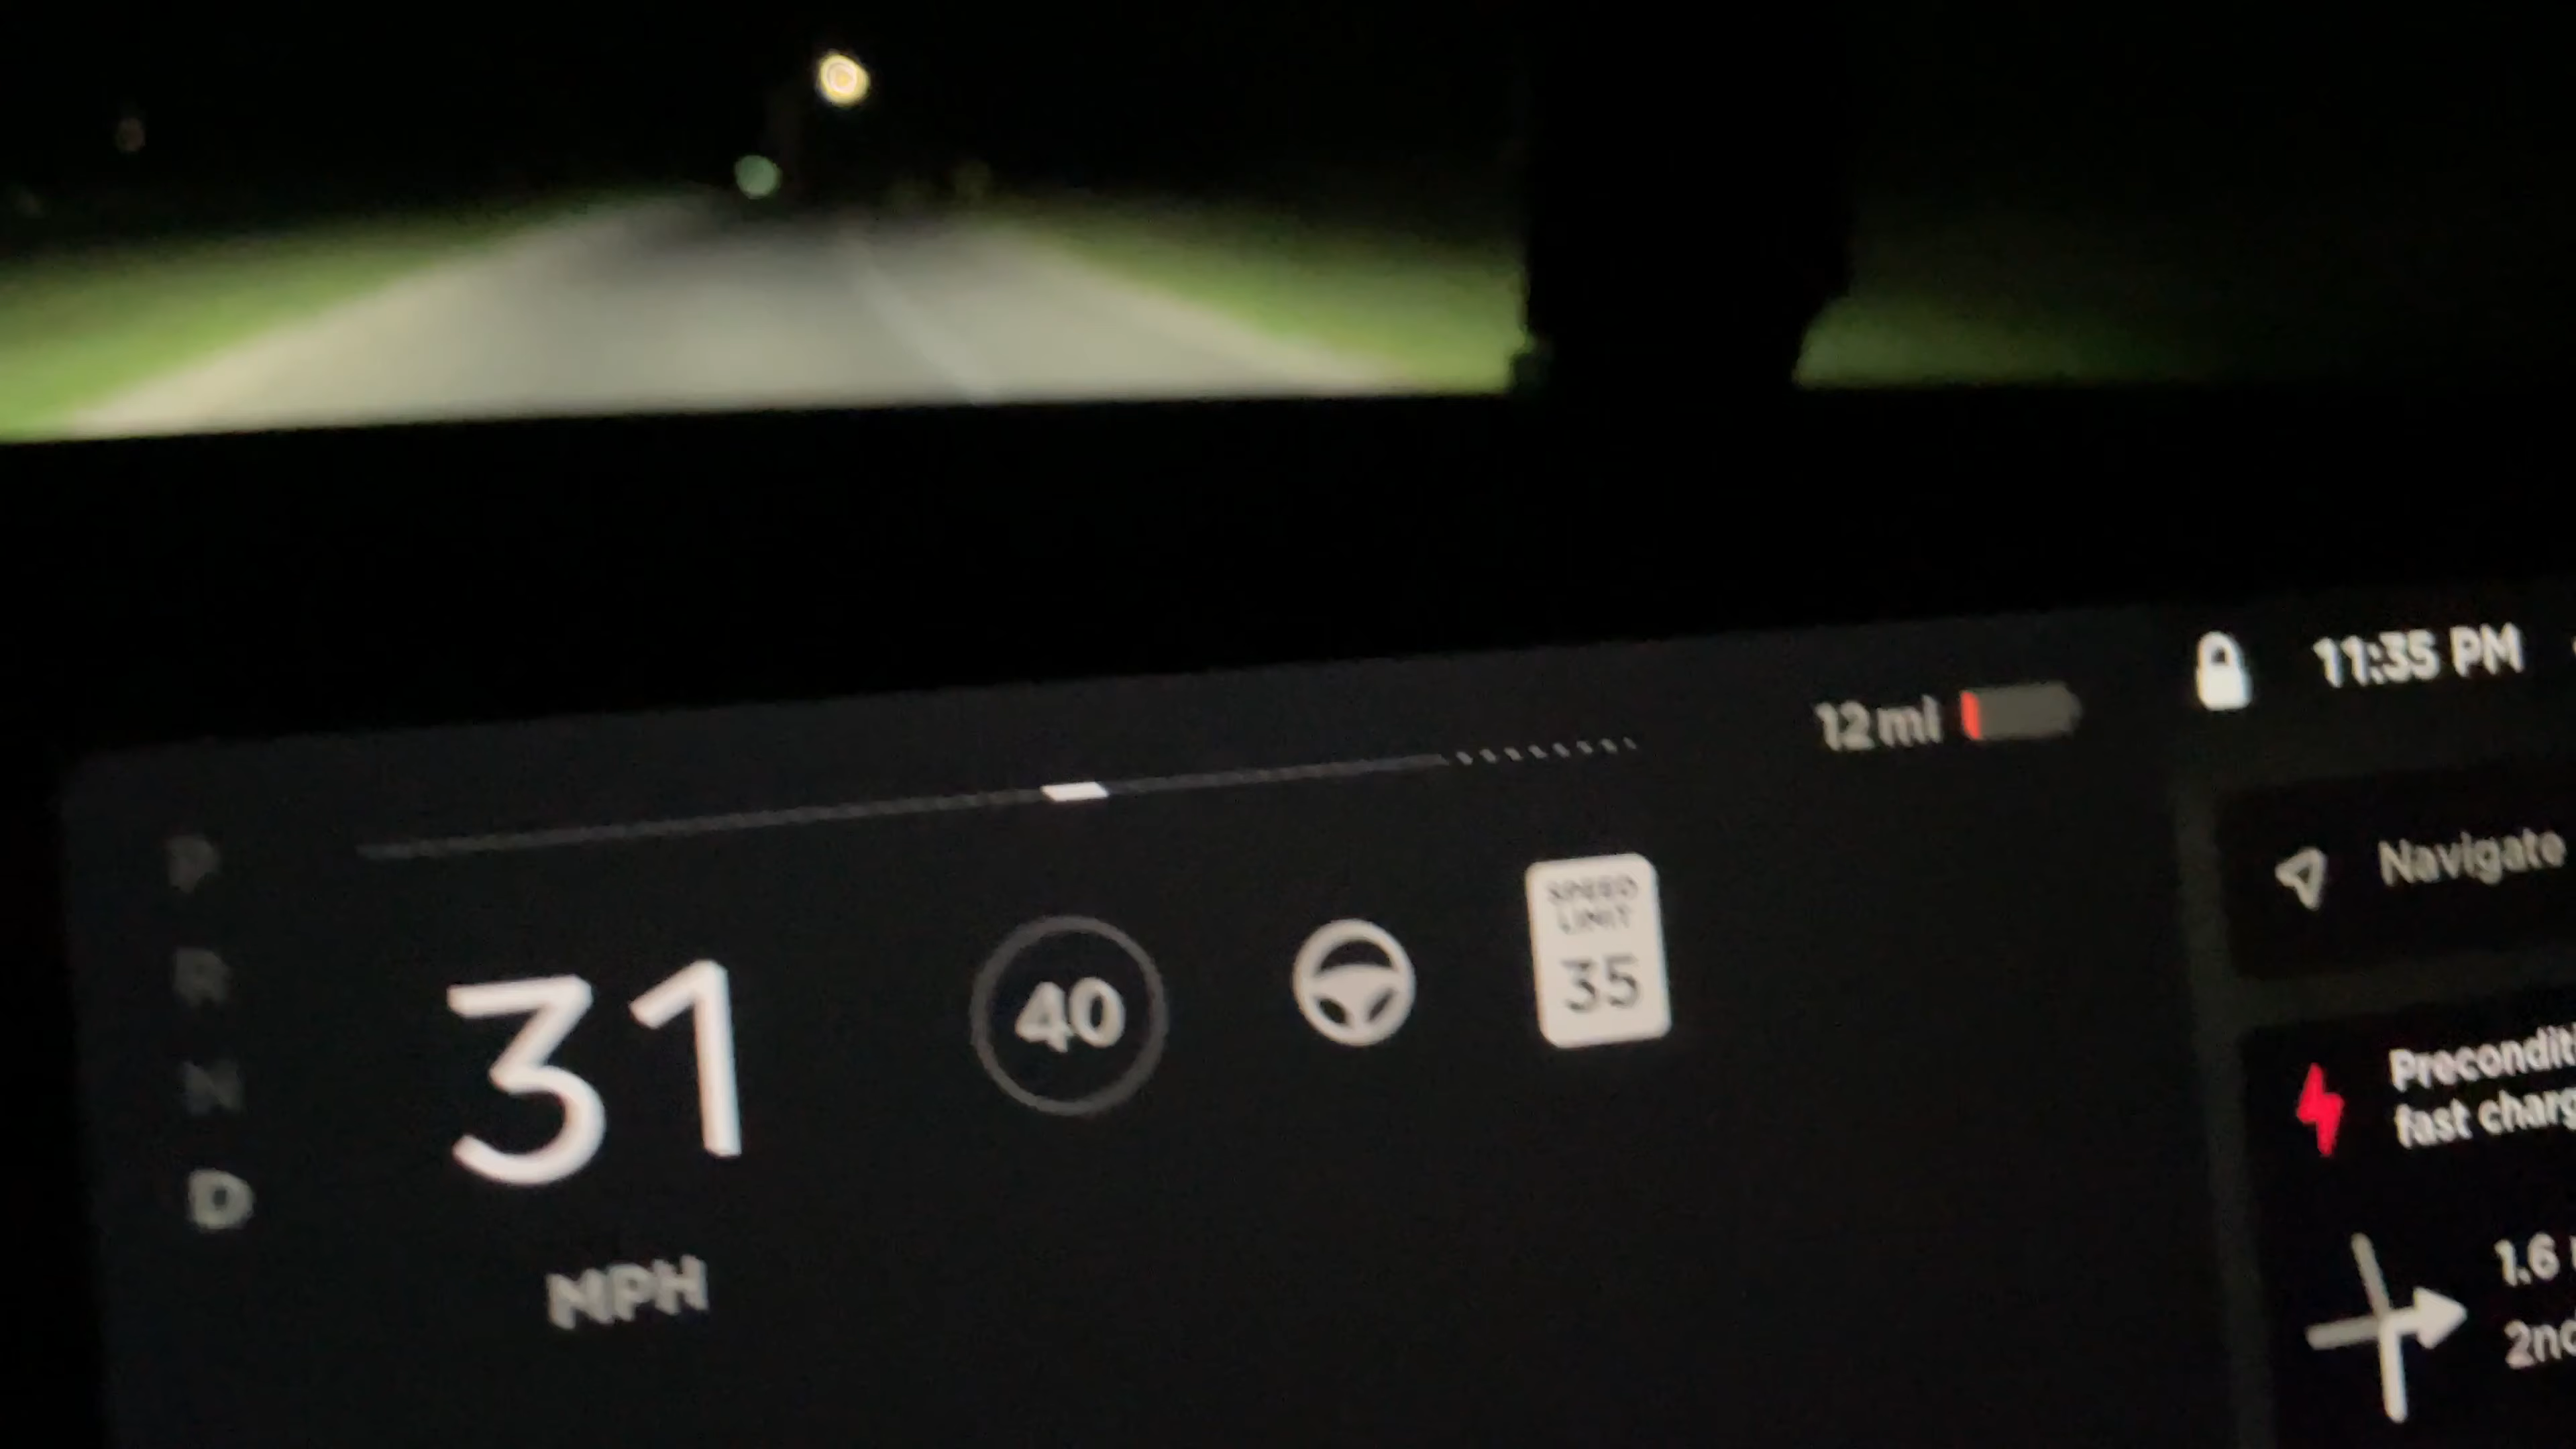 11:35 PM
12 mi
P
R
N
D
31
MPH
40
SPEED
LIMIT
35
Navigate
Precondit
fast charg
1.6
2nd